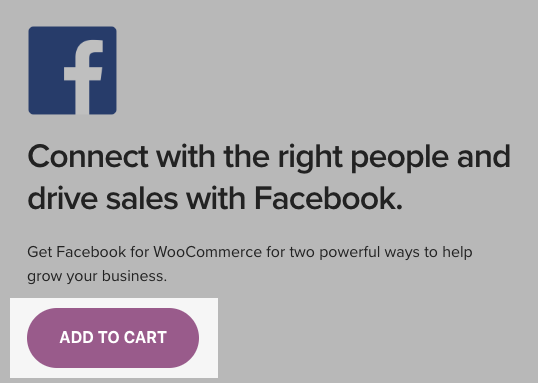 Connect with the right people and
drive sales with Facebook.
Get Facebook for WooCommerce for two powerful ways to help
grow your business.
ADD TO CART